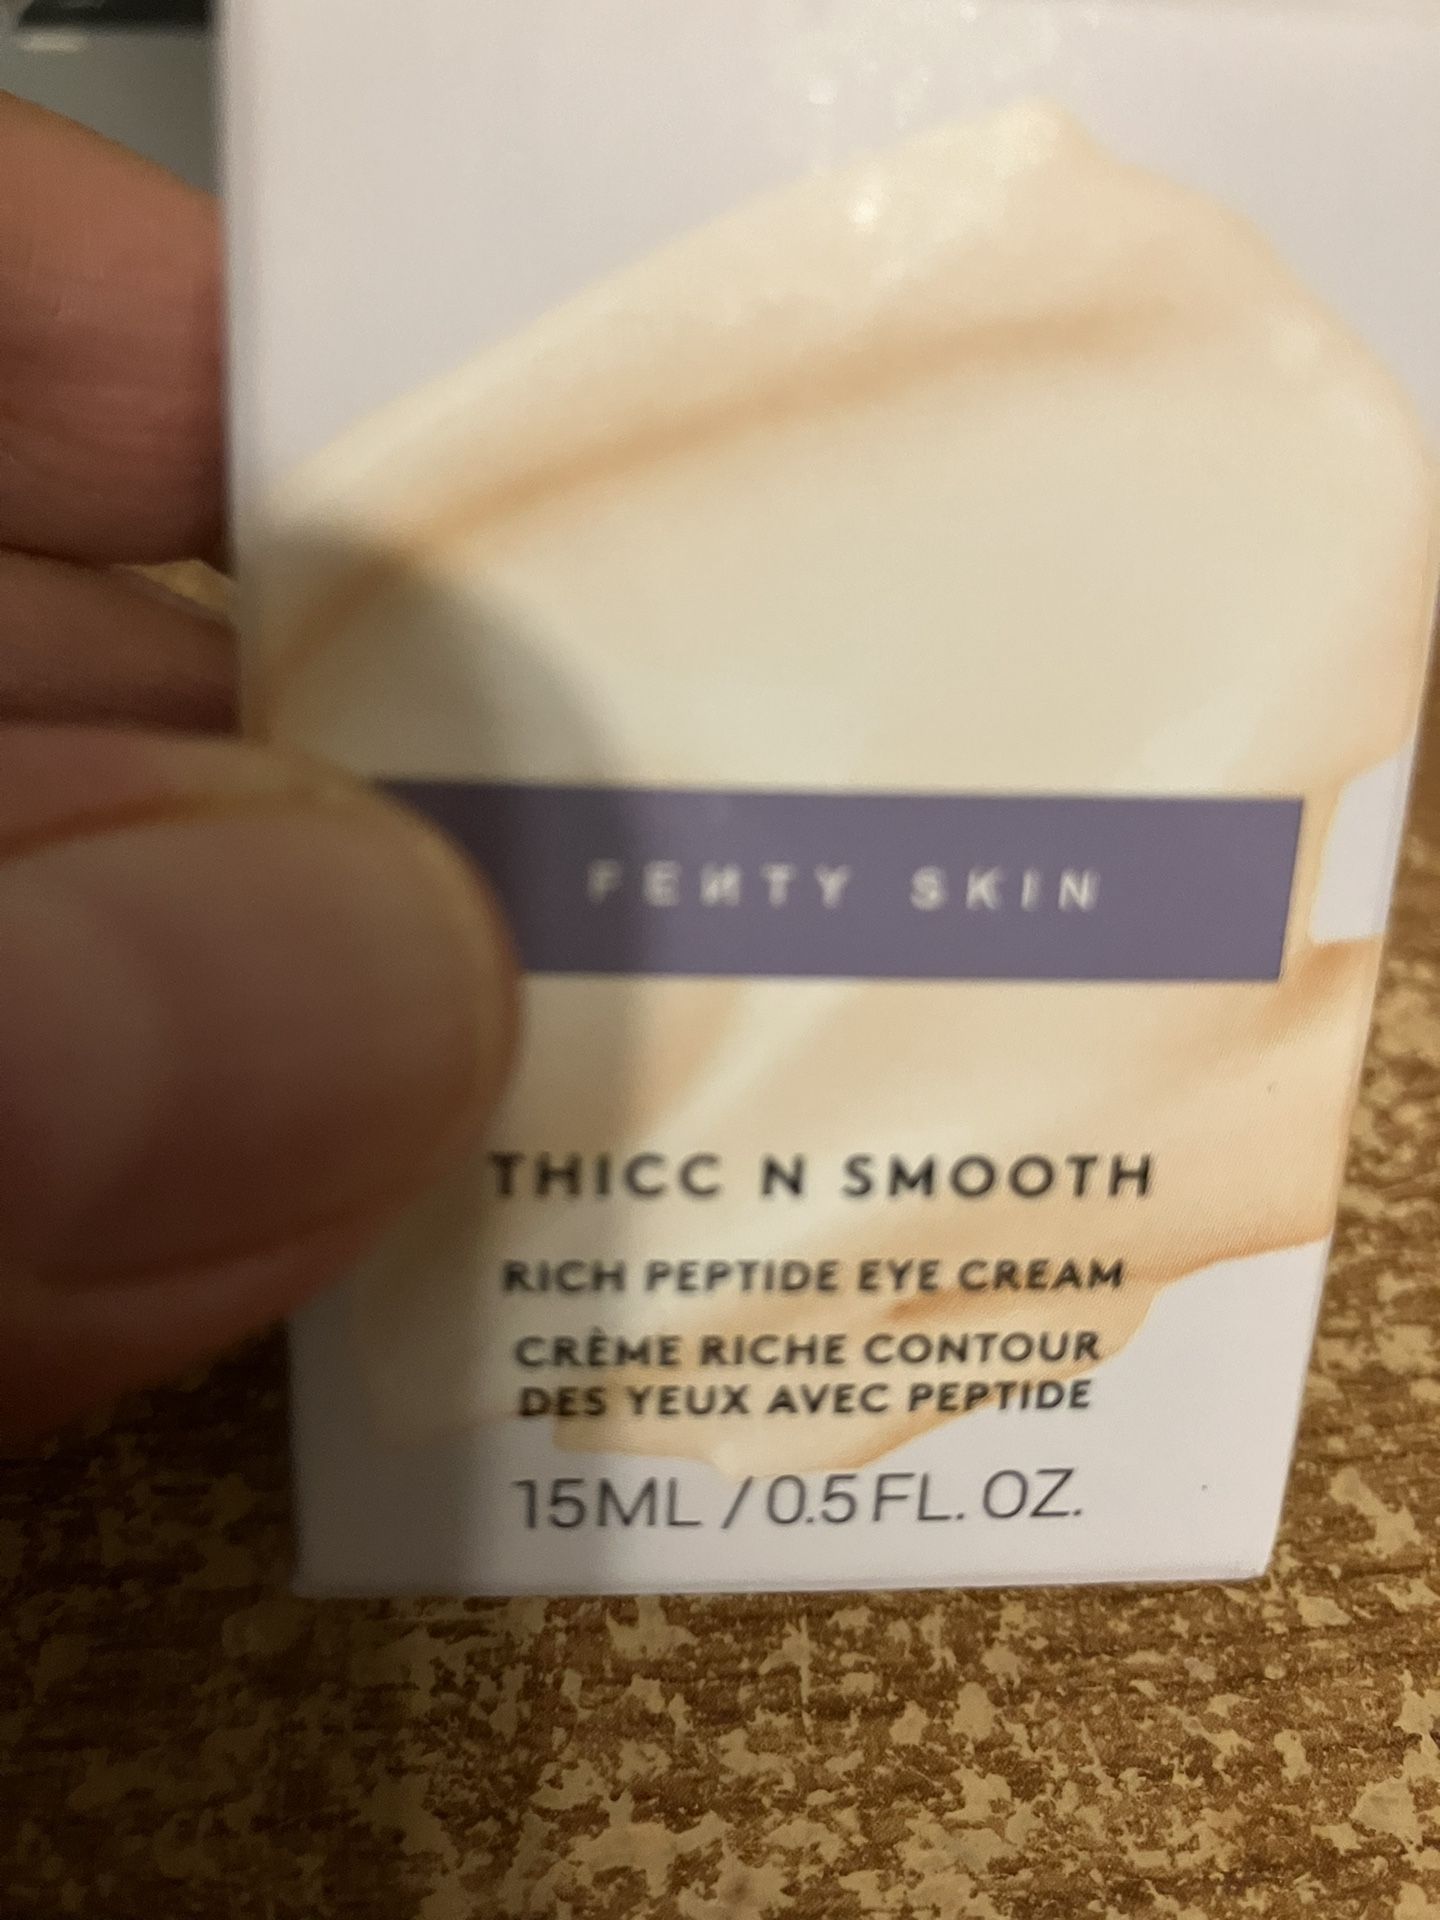 FEИTY SKIN
THICC N SMOOTH
RICH PEPTIDE EYE CREAM
CRÈME RICHE CONTOUR
DES YEUX AVEC PEPTIDE
15ML / 0.5 FL. OZ.